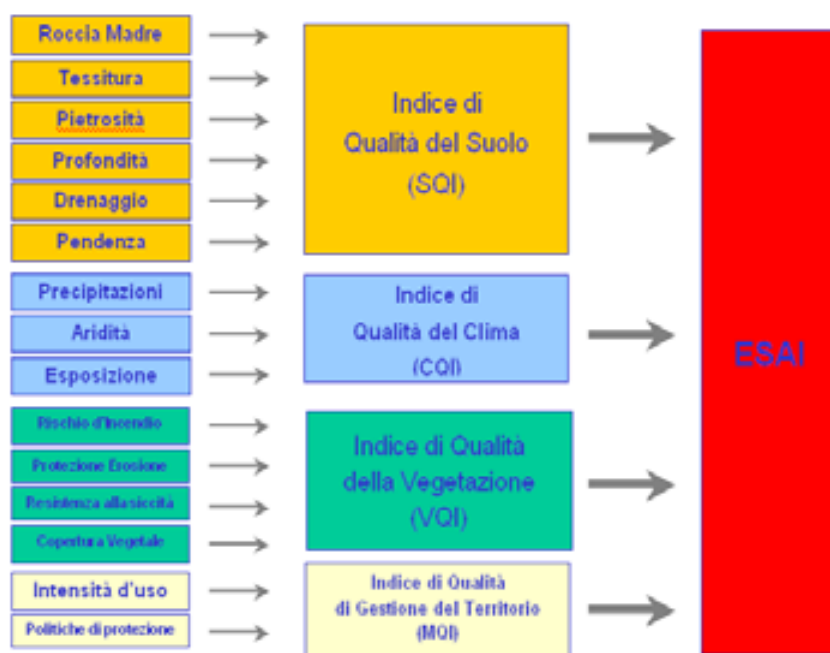 Roccia Madre
Tessitura
Pietrosità
Profondità
Drenaggio
Pendenza
Indice di
Qualità del Suolo
(SQI)
Precipitazioni
Aridità
Esposizione
Indice di
Qualità del Clima
(CQI)
Rischio d'Incendio
Protezione Erosione
Resistenza alla siccità
Copertura Vegetale
Indice di Qualità
della Vegetazione
(VQI)
Intensità d'uso
Politiche di protezione
Indice di Qualità
di Gestione del Territorio
(MQI)
ESAI